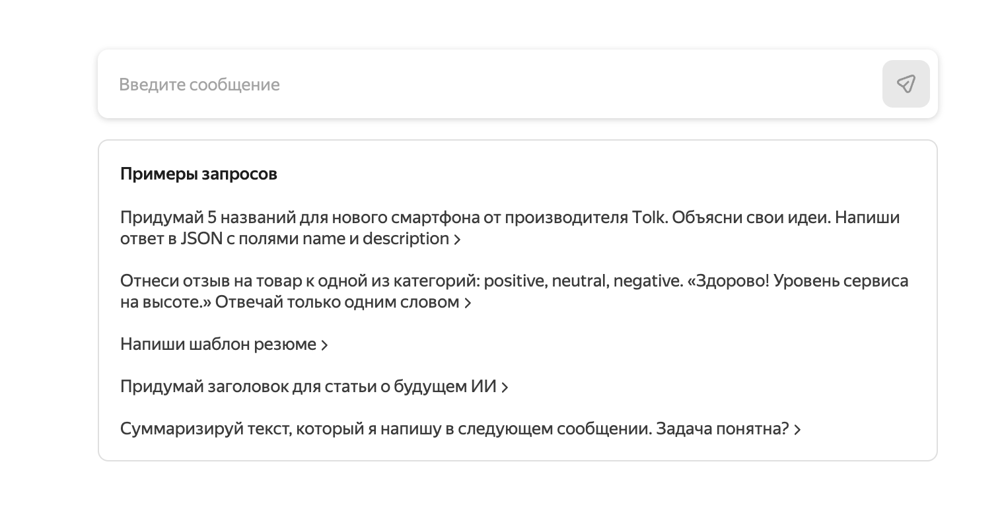 Введите сообщение
Примеры запросов
Придумай 5 названий для нового смартфона от производителя Tolk. Объясни свои идеи. Напиши
ответ в JSON с полями name и description
Отнеси отзыв на товар к одной из категорий: positive, neutral, negative. «Здорово! Уровень сервиса
на высоте.» Отвечай только одним словом
Напиши шаблон резюме
Придумай заголовок для статьи о будущем ИИ
Суммаризируй текст, который я напишу в следующем сообщении. Задача понятна?